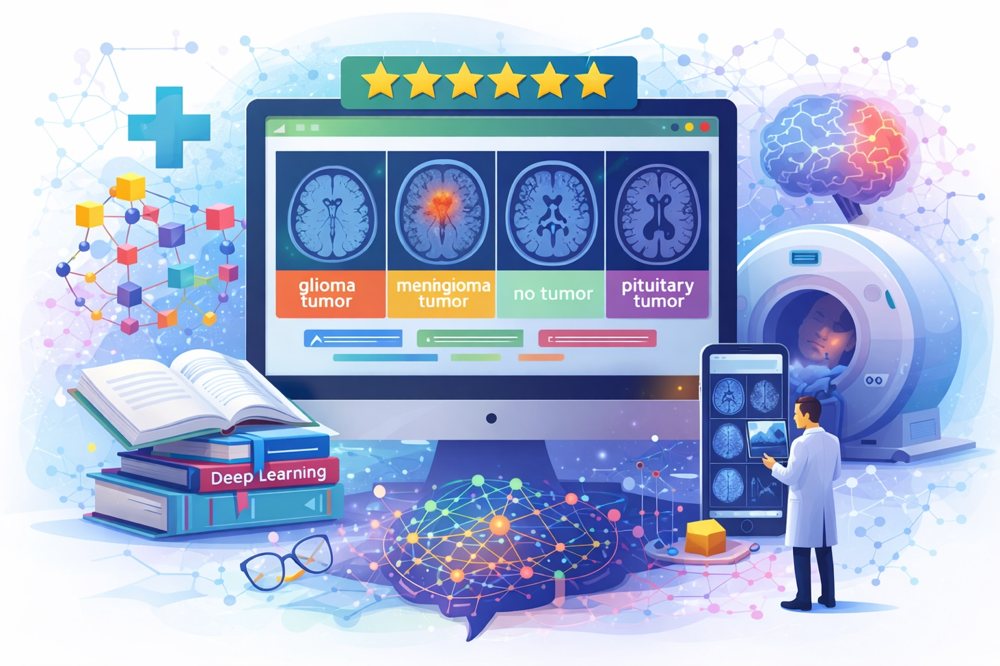 glioma
tumor
meningioma
tumor
no tumor
pituitary
tumor
Deep Learning